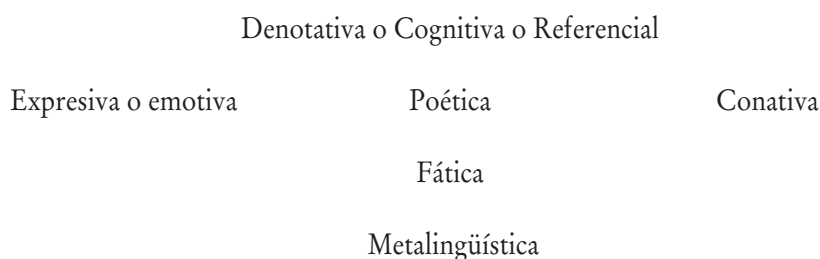 Denotativa o Cognitiva o Referencial
Expresiva o emotiva Poética Conativa
Fática
Metalingüística